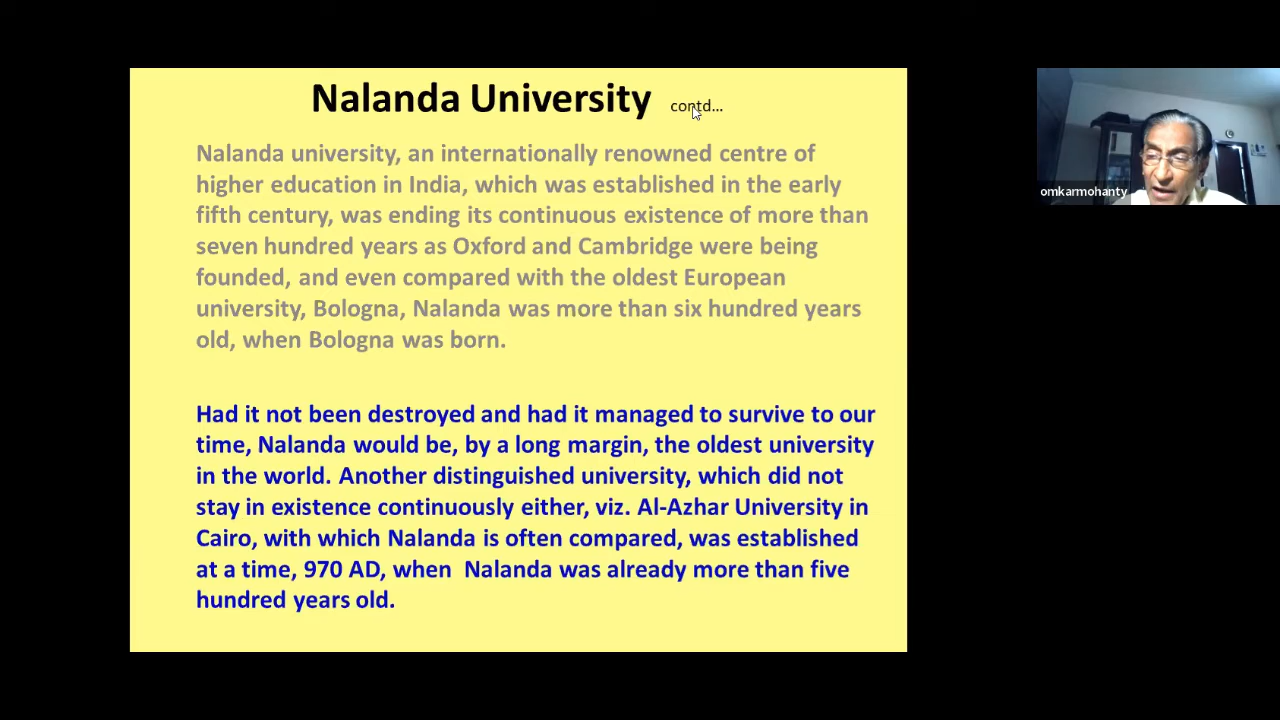 Nalanda University contd...
Nalanda university, an internationally renowned centre of
higher education in India, which was established in the early
fifth century, was ending its continuous existence of more than
seven hundred years as Oxford and Cambridge were being
founded, and even compared with the oldest European
university, Bologna, Nalanda was more than six hundred years
old, when Bologna was born.
Had it not been destroyed and had it managed to survive to our
time, Nalanda would be, by a long margin, the oldest university
in the world. Another distinguished university, which did not
stay in existence continuously either, viz. Al-Azhar University in
Cairo, with which Nalanda is often compared, was established
at a time, 970 AD, when  Nalanda was already more than five
hundred years old.
omkarmohanty